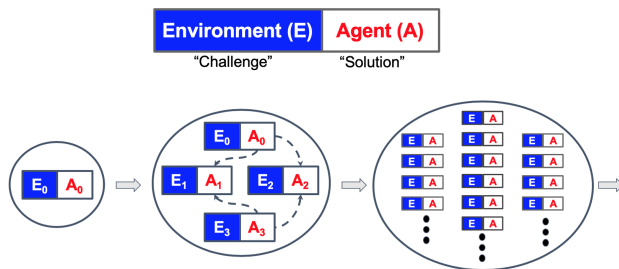 Environment (E) Agent (A)
“Challenge” “Solution”
E₀ A₀
E₀ A₀
E₁ A₁ E₂ A₂
E₃ A₃
E A
E A E A E A
E A E A E A
E A E A E A
E A E A E A
E A